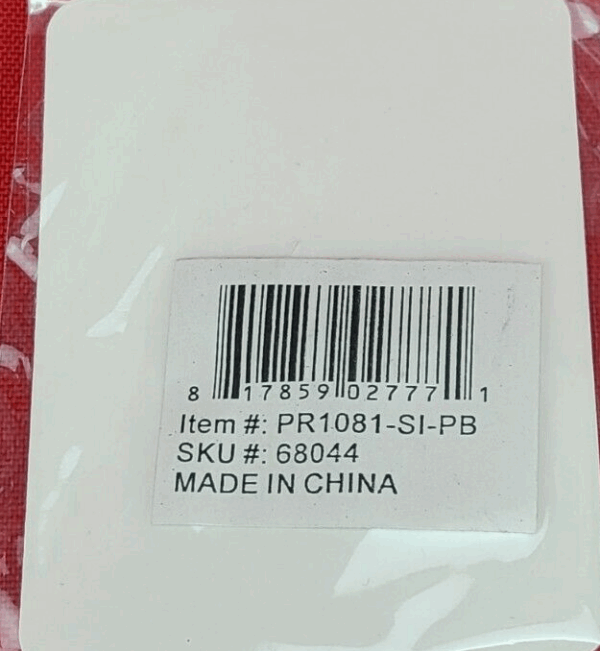 8 17859 02777 1
Item #: PR1081-SI-PB
SKU #: 68044
MADE IN CHINA